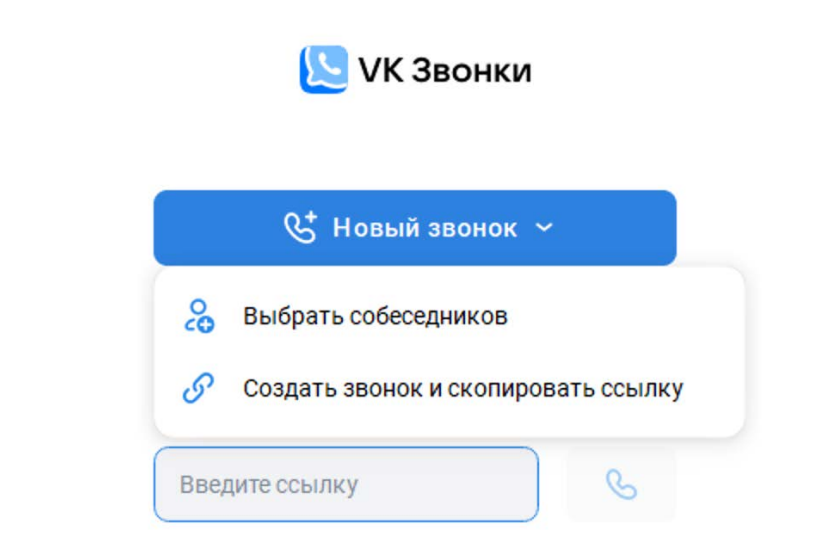 VK Звонки
Новый звонок
Выбрать собеседников
Создать звонок и скопировать ссылку
Введите ссылку